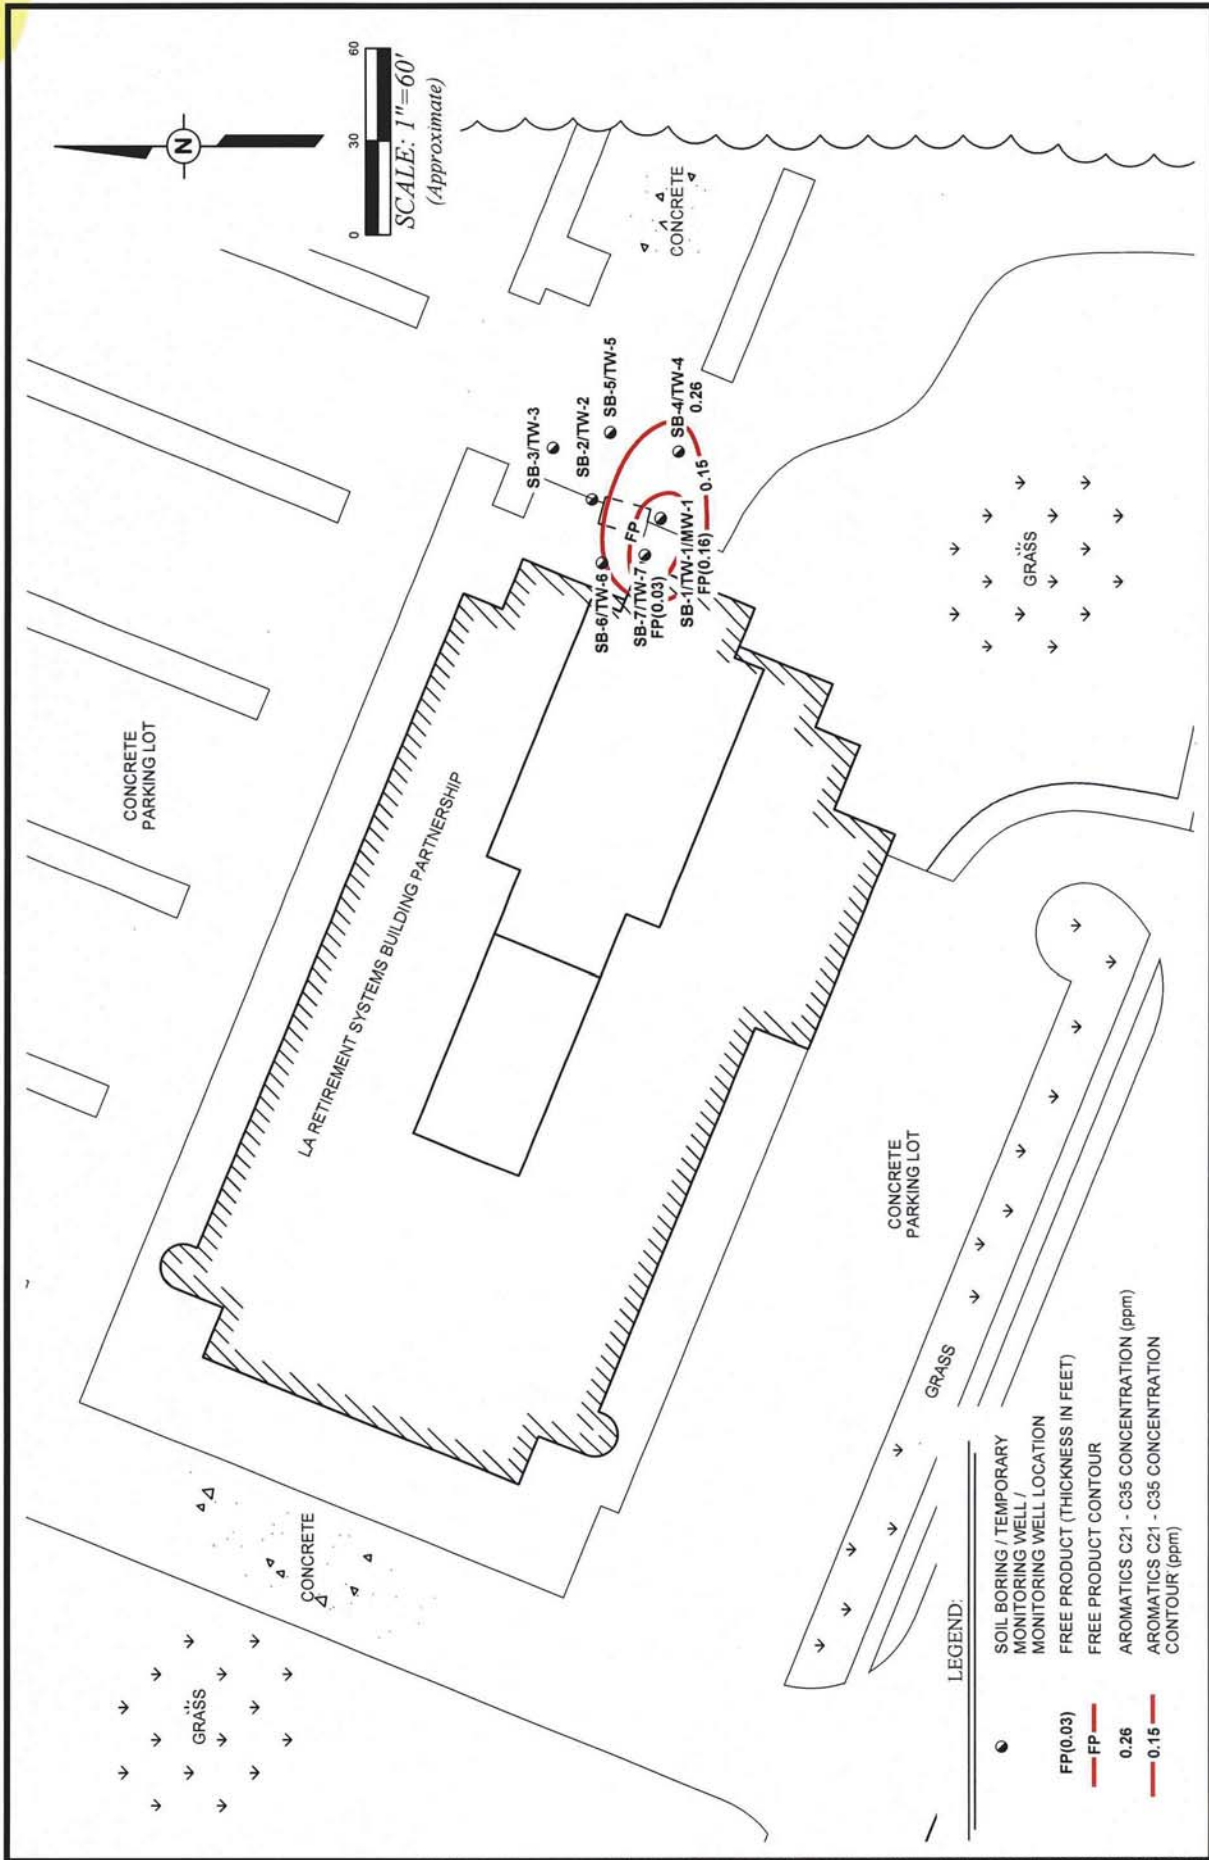 N
0 30 60
SCALE: 1"=60'
(Approximate)
CONCRETE
PARKING LOT
LA RETIREMENT SYSTEMS BUILDING PARTNERSHIP
CONCRETE
SB-3/TW-3
SB-2/TW-2
SB-5/TW-5
SB-6/TW-6
FP
SB-7/TW-7
FP(0.03)
SB-4/TW-4
0.26
SB-1/TW-1/MW-1
FP(0.16)
0.15
GRASS
CONCRETE
GRASS
CONCRETE
PARKING LOT
GRASS
LEGEND:
SOIL BORING / TEMPORARY
MONITORING WELL /
MONITORING WELL LOCATION
FP(0.03) FREE PRODUCT (THICKNESS IN FEET)
FP FREE PRODUCT CONTOUR
0.26 AROMATICS C21 - C35 CONCENTRATION (ppm)
0.15 AROMATICS C21 - C35 CONCENTRATION
CONTOUR (ppm)